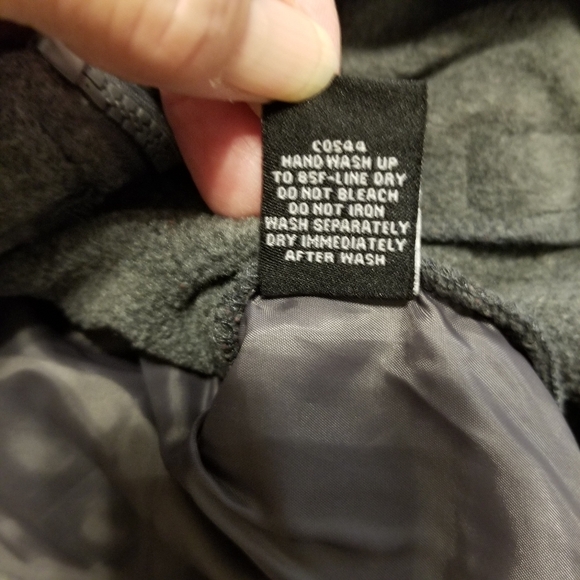 COS44
HAND WASH UP
TO 85F-LINE DRY
DO NOT BLEACH
DO NOT IRON
WASH SEPARATELY
DRY IMMEDIATELY
AFTER WASH